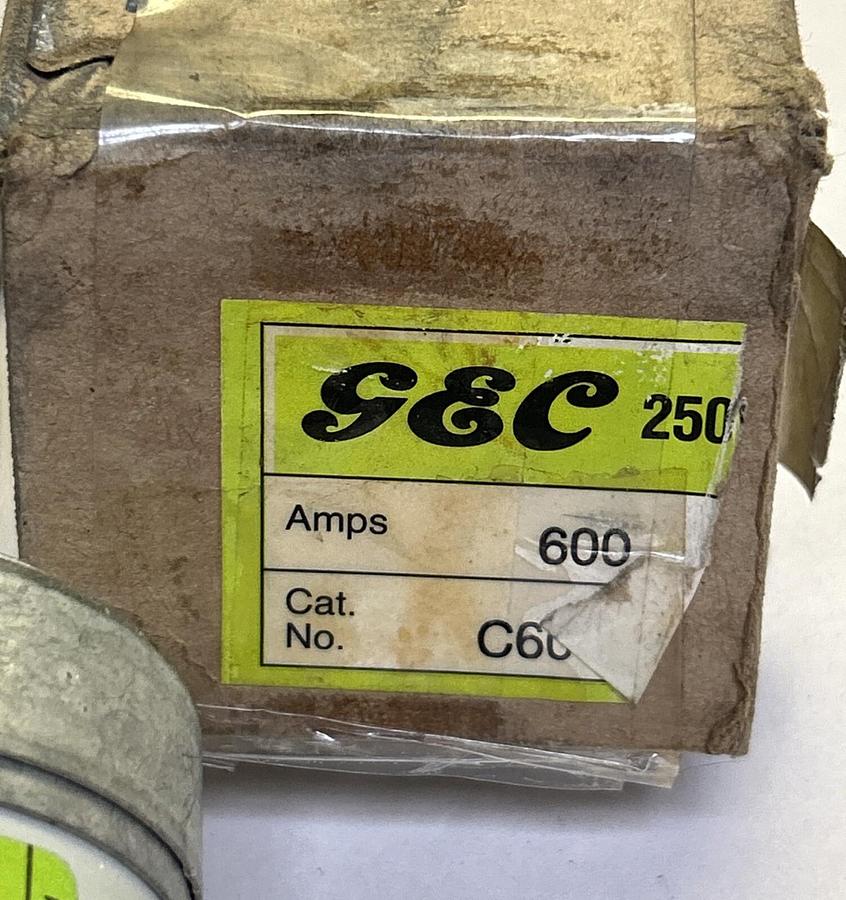 GEC 250
Amps 600
Cat.
No. C60